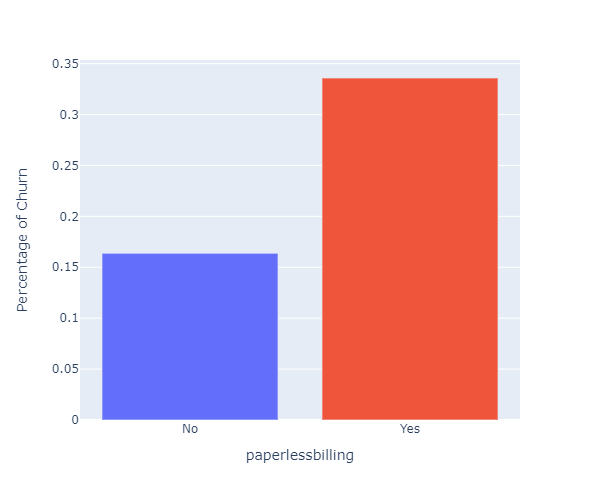 0.35
0.3
0.25
0.2
0.15
0.1
0.05
0
Percentage of Churn
No
Yes
paperlessbilling